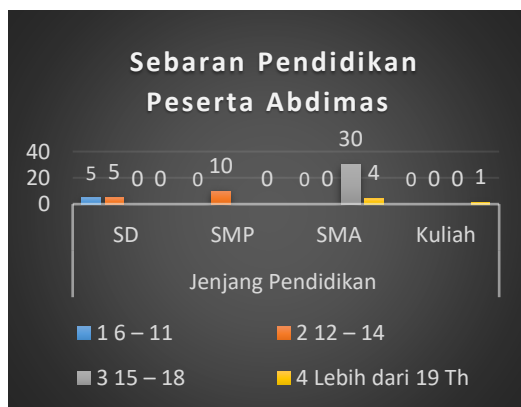 Sebaran Pendidikan
Peserta Abdimas
30
40
20
0
5 5 0 0 0 10 0 0 0 4 0 0 0 1
SD SMP SMA Kuliah
Jenjang Pendidikan
1 6 – 11 2 12 – 14
3 15 – 18 4 Lebih dari 19 Th